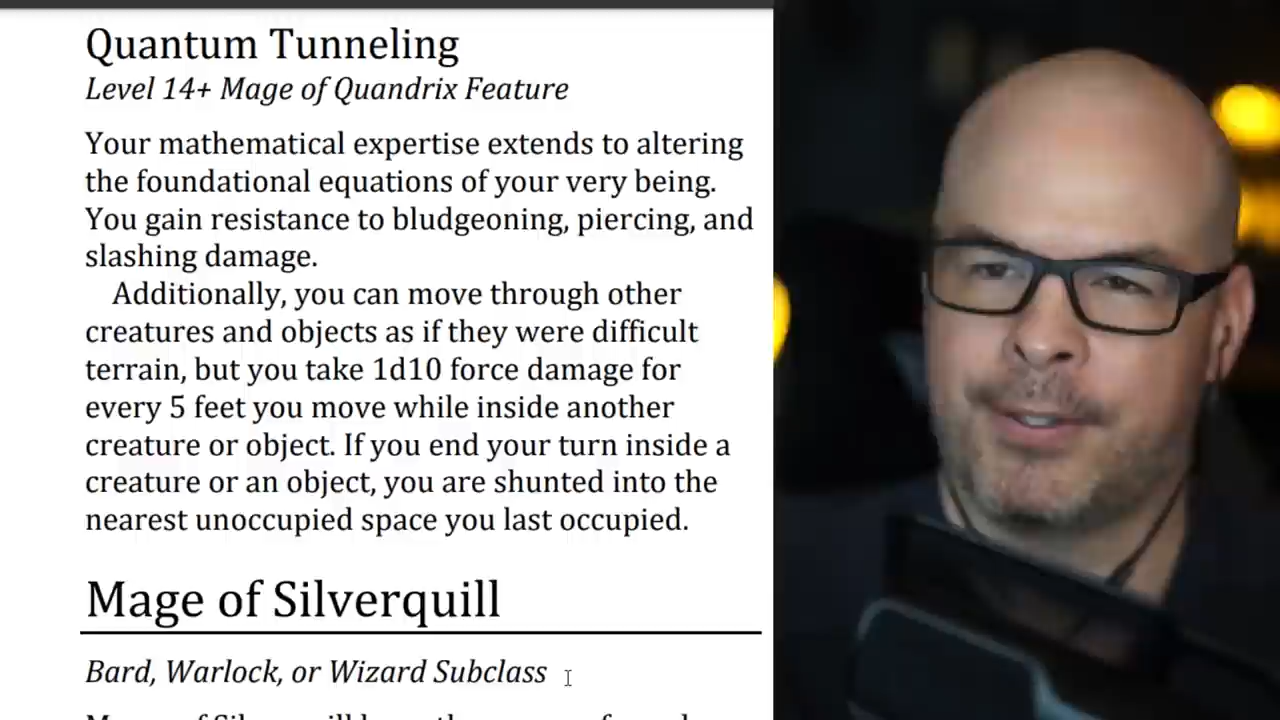 Quantum Tunneling
Level 14+ Mage of Quandrix Feature
Your mathematical expertise extends to altering
the foundational equations of your very being.
You gain resistance to bludgeoning, piercing, and
slashing damage.
Additionally, you can move through other
creatures and objects as if they were difficult
terrain, but you take 1d10 force damage for
every 5 feet you move while inside another
creature or object. If you end your turn inside a
creature or an object, you are shunted into the
nearest unoccupied space you last occupied.
Mage of Silverquill
Bard, Warlock, or Wizard Subclass